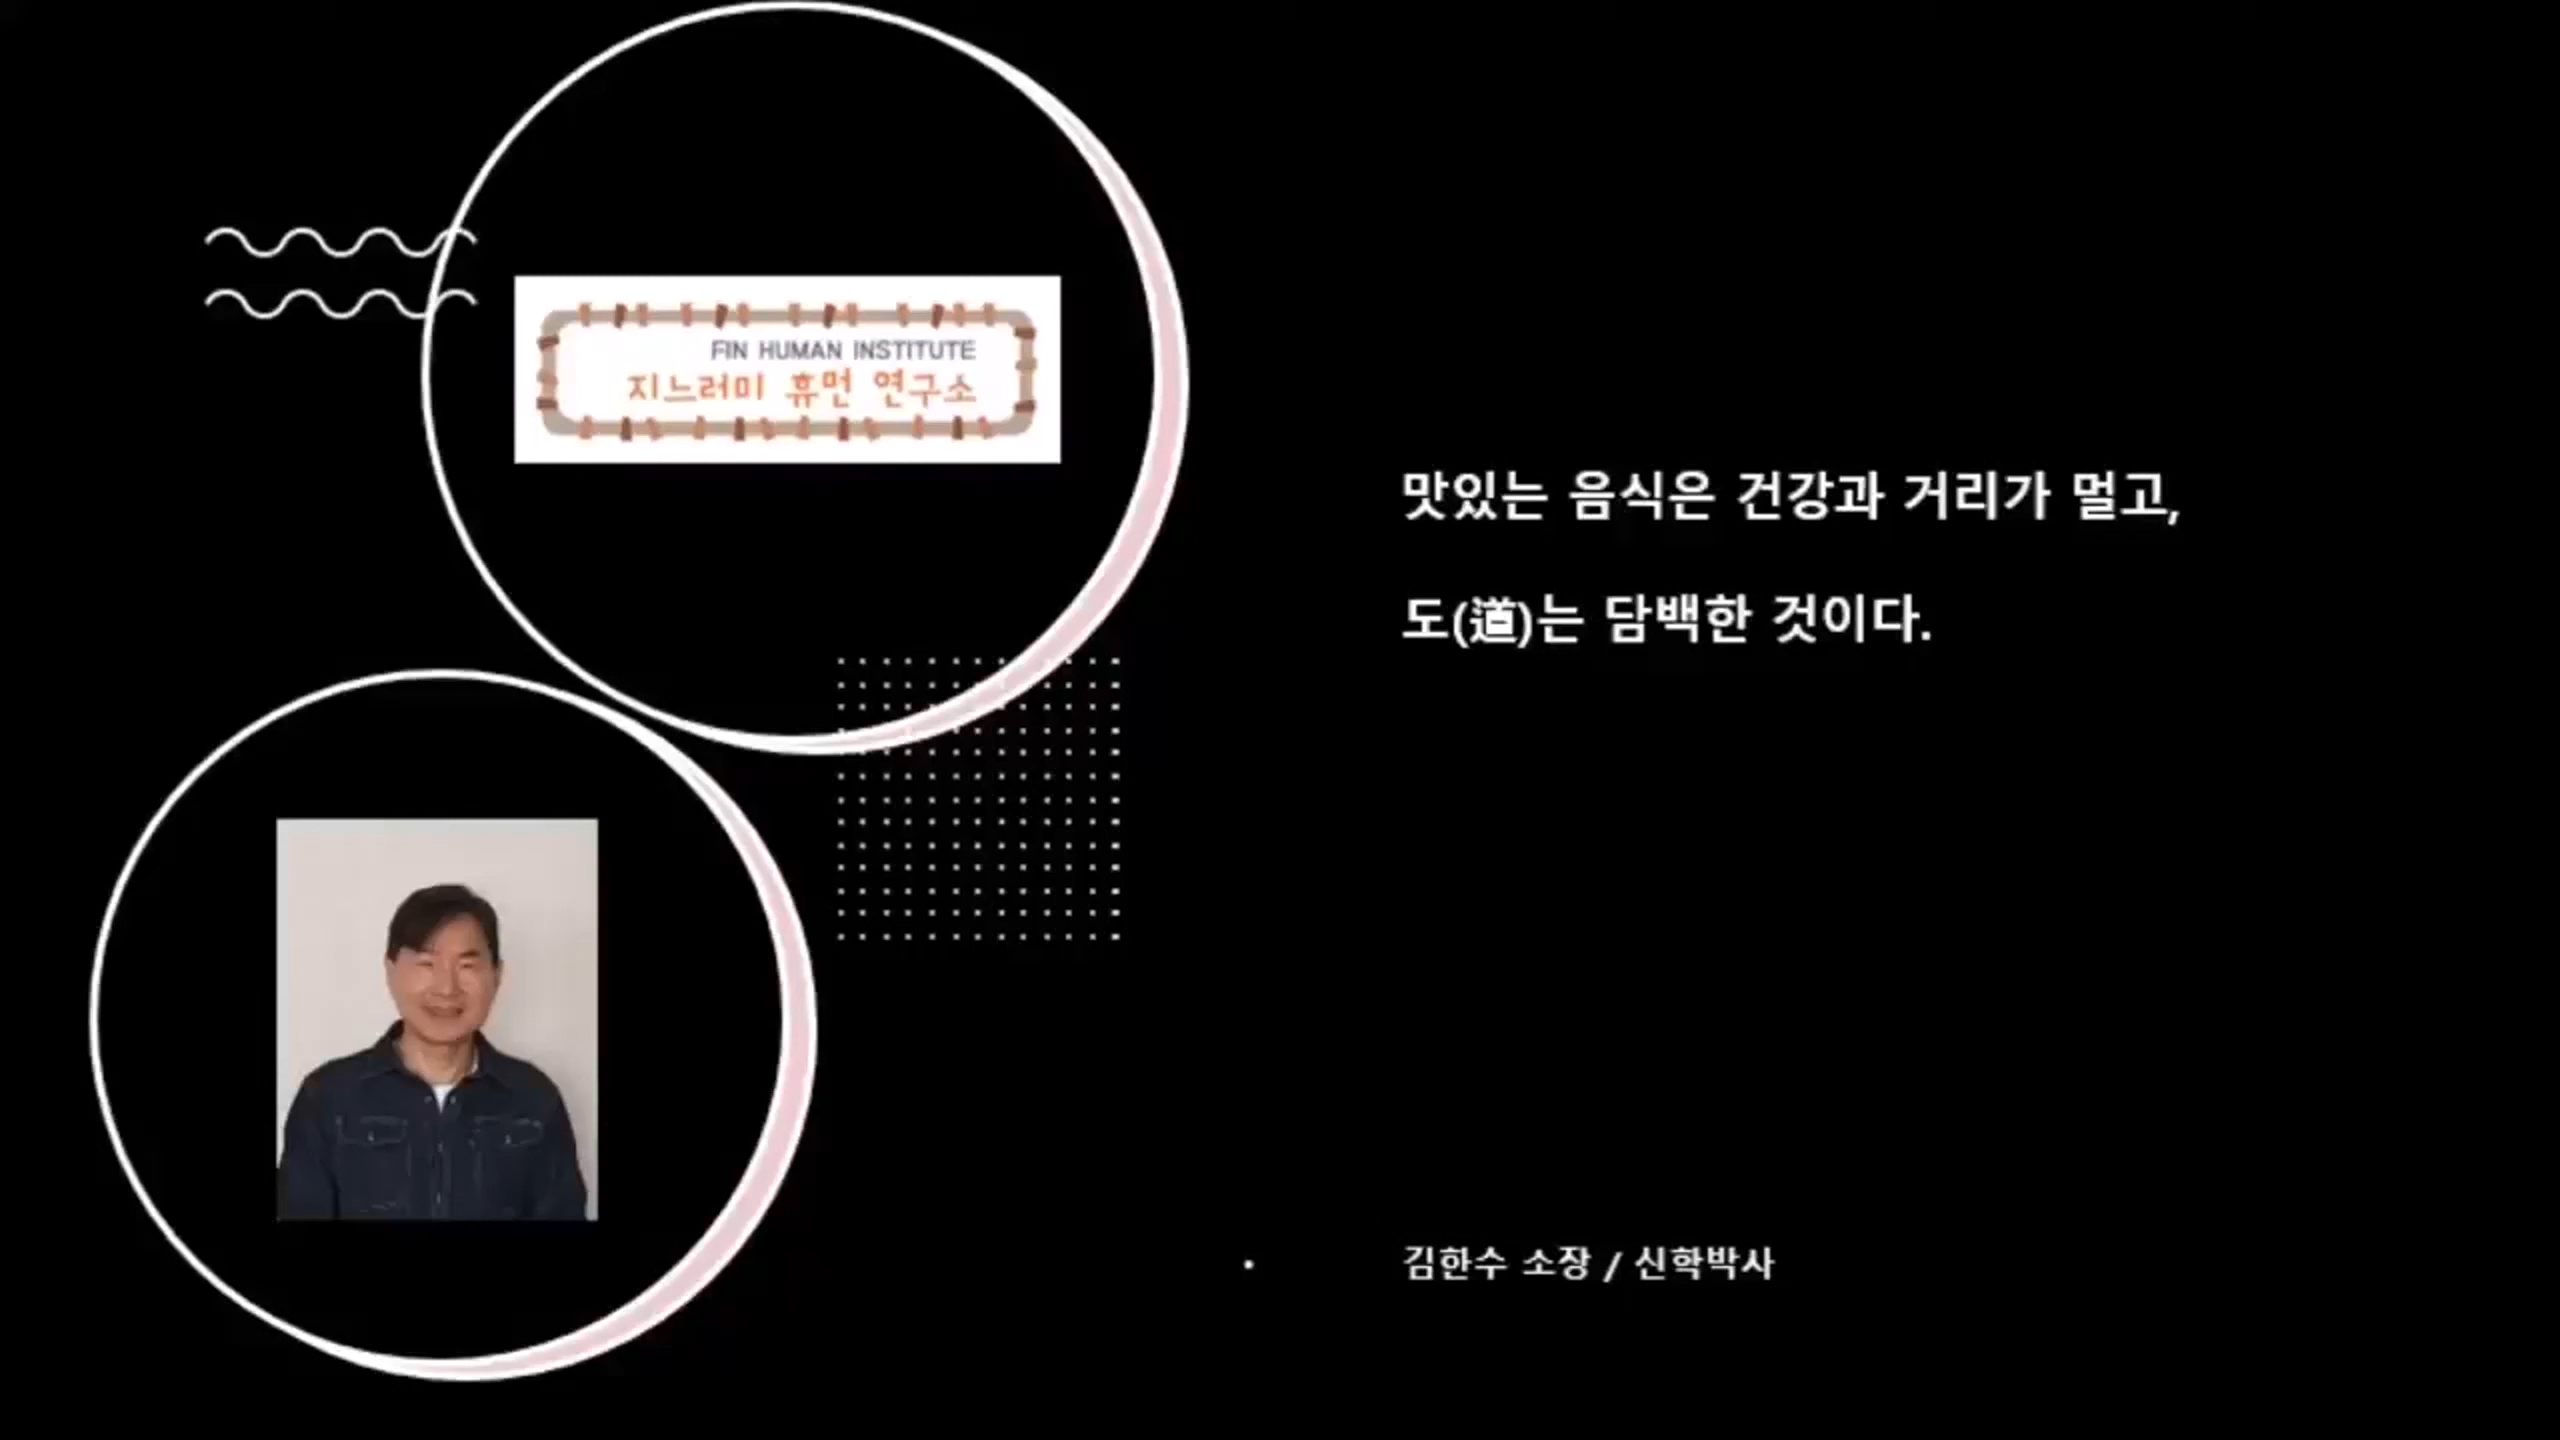 FIN HUMAN INSTITUTE
지느러미 휴먼 연구소
맛있는 음식은 건강과 거리가 멀고,
도(道)는 담백한 것이다.
김한수 소장 / 신학박사